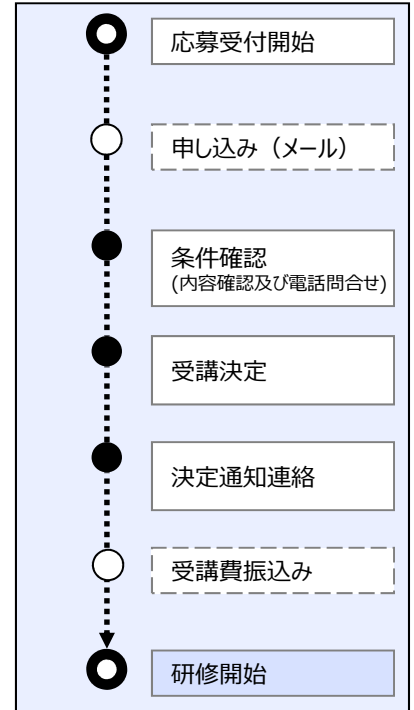 応募受付開始
申し込み（メール）
条件確認
(内容確認及び電話問合せ)
受講決定
決定通知連絡
受講費振込み
研修開始